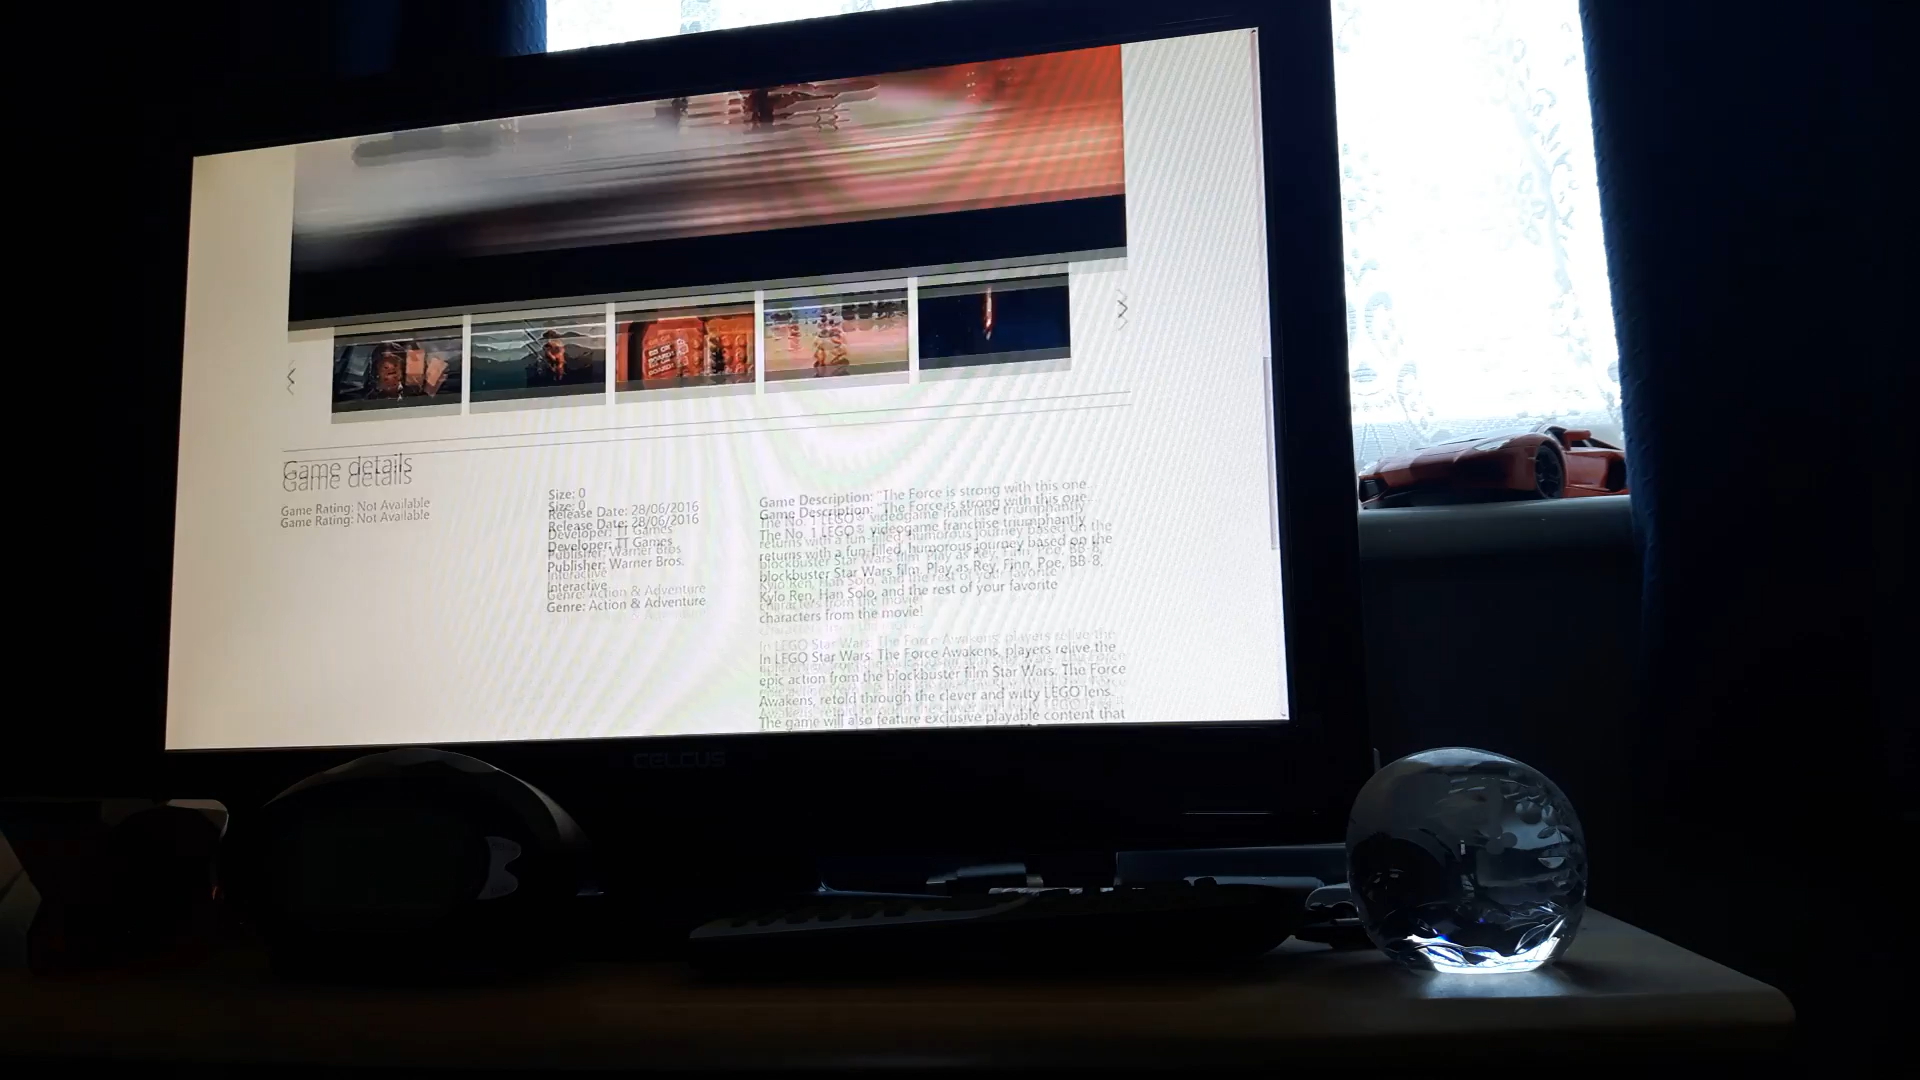 Game details
Game Rating: Not Available
Size: 0
Release Date: 28/06/2016
Developer: TT Games
Publisher: Warner Bros.
Interactive
Genre: Action & Adventure
Game Description: "The Force is strong with this one...
The No. 1 LEGO® videogame franchise triumphantly
returns with a fun-filled, humorous journey based on the
blockbuster Star Wars film. Play as Rey, Finn, Poe, BB-8,
Kylo Ren, Han Solo, and the rest of your favorite
characters from the movie!
In LEGO Star Wars: The Force Awakens, players relive the
epic action from the blockbuster film Star Wars: The Force
Awakens, retold through the clever and witty LEGO lens.
The game will also feature exclusive playable content that
CELCUS